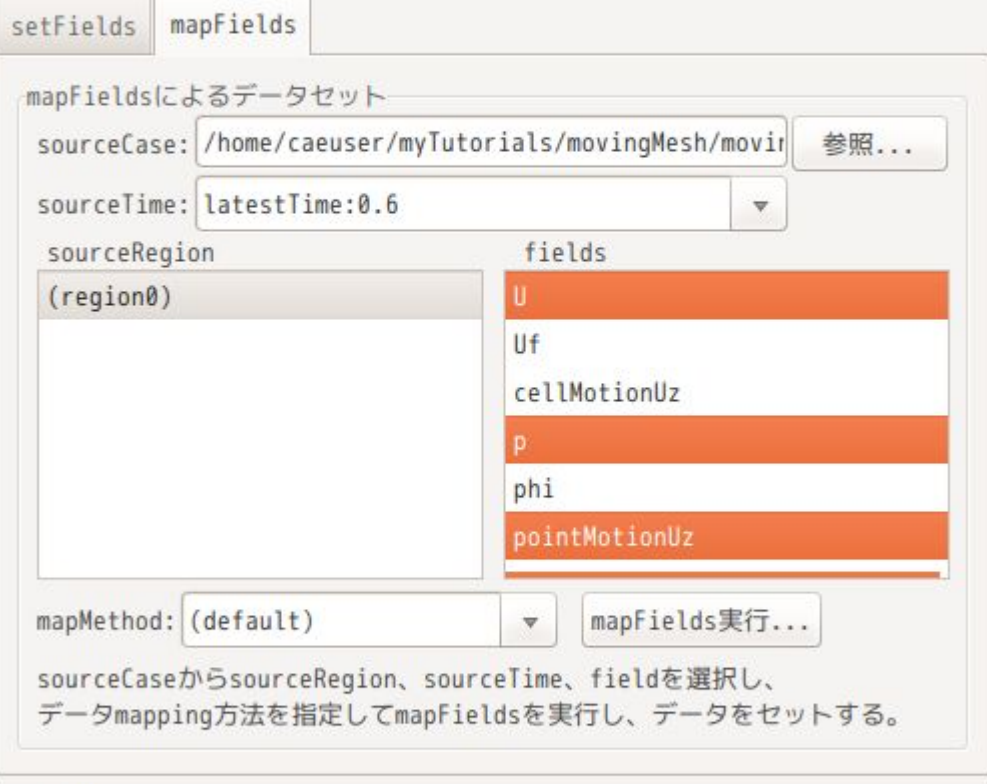 setFields mapFields
mapFieldsによるデータセット
sourceCase: /home/caeuser/myTutorials/movingMesh/movin 参照...
sourceTime: latestTime:0.6
sourceRegion fields
(region0) U
Uf
cellMotionUz
p
phi
pointMotionUz
mapMethod: (default) mapFields実行...
sourceCaseからsourceRegion、sourceTime、fieldを選択し、
データmapping方法を指定してmapFieldsを実行し、データをセットする。